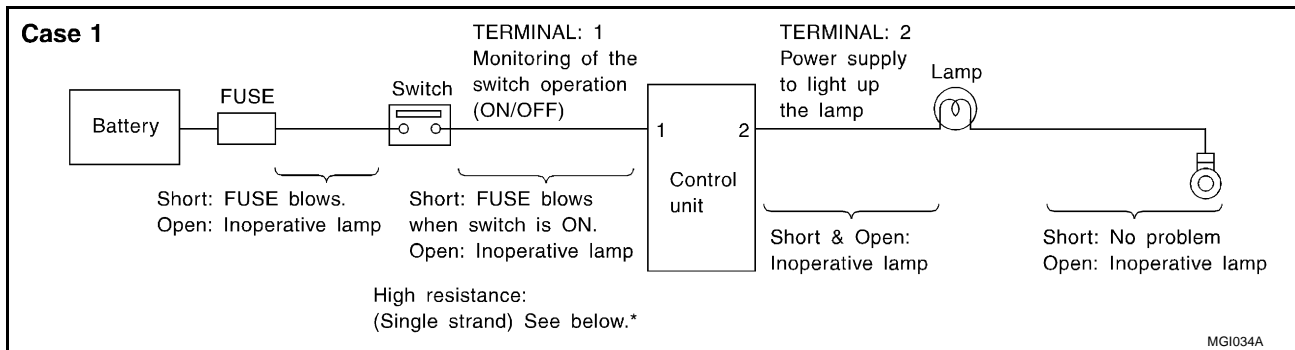 Case 1
TERMINAL: 1
Monitoring of the
switch operation
(ON/OFF)
TERMINAL: 2
Power supply
to light up
the lamp
Battery
FUSE
Switch
1
2
Control
unit
Lamp
Short: FUSE blows.
Open: Inoperative lamp
Short: FUSE blows
when switch is ON.
Open: Inoperative lamp
High resistance:
(Single strand) See below.*
Short & Open:
Inoperative lamp
Short: No problem
Open: Inoperative lamp
MGI034A